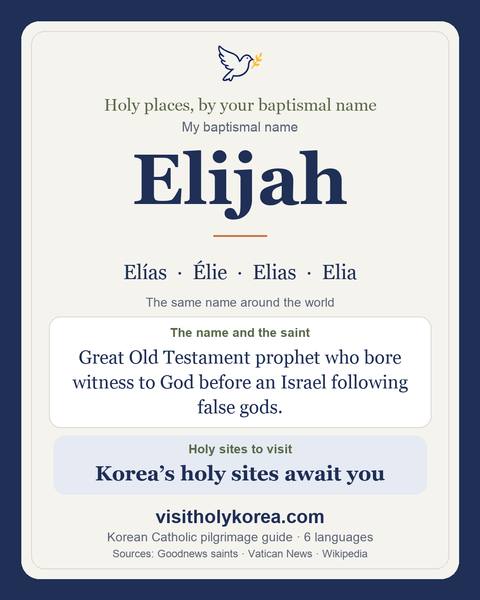 Holy places, by your baptismal name
My baptismal name
Elijah
Elías · Élie · Elias · Elia
The same name around the world
The name and the saint
Great Old Testament prophet who bore
witness to God before an Israel following
false gods.
Holy sites to visit
Korea’s holy sites await you
visitholykorea.com
Korean Catholic pilgrimage guide · 6 languages
Sources: Goodnews saints · Vatican News · Wikipedia